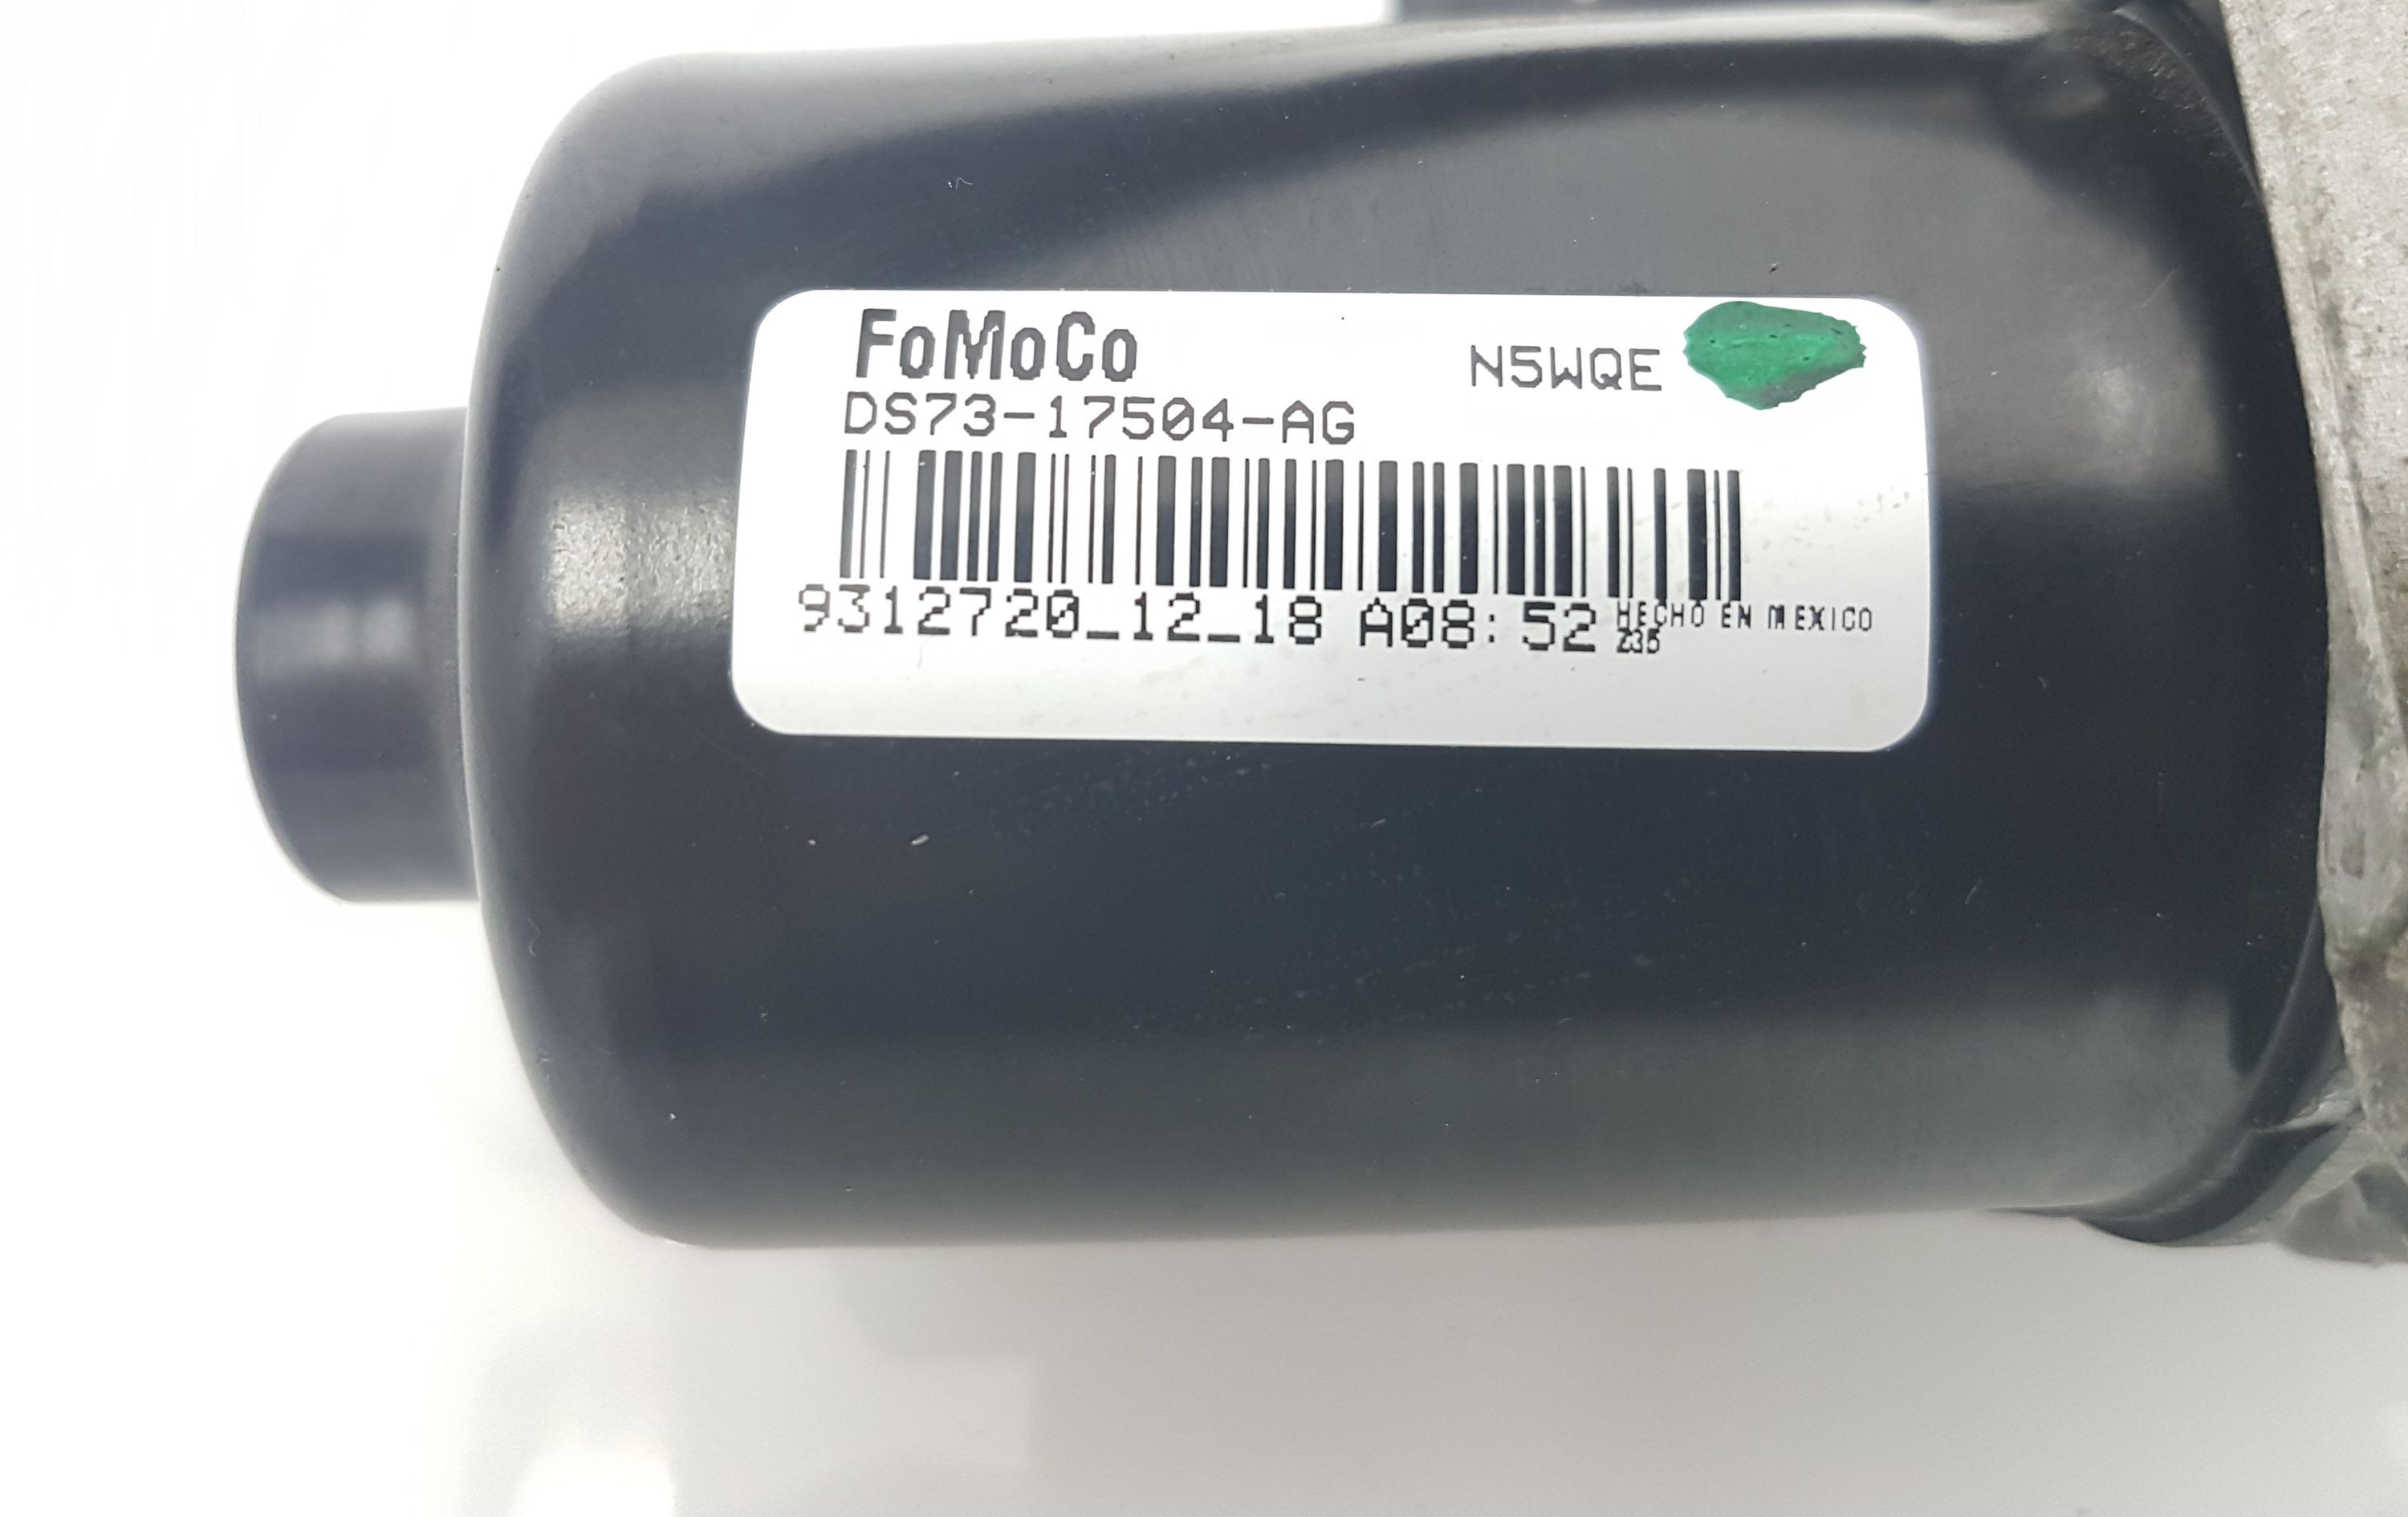 FoMoCo
N5WQE
DS73-17504-AG
9312720_12_18 A08:52 HECHO EN MEXICO
235